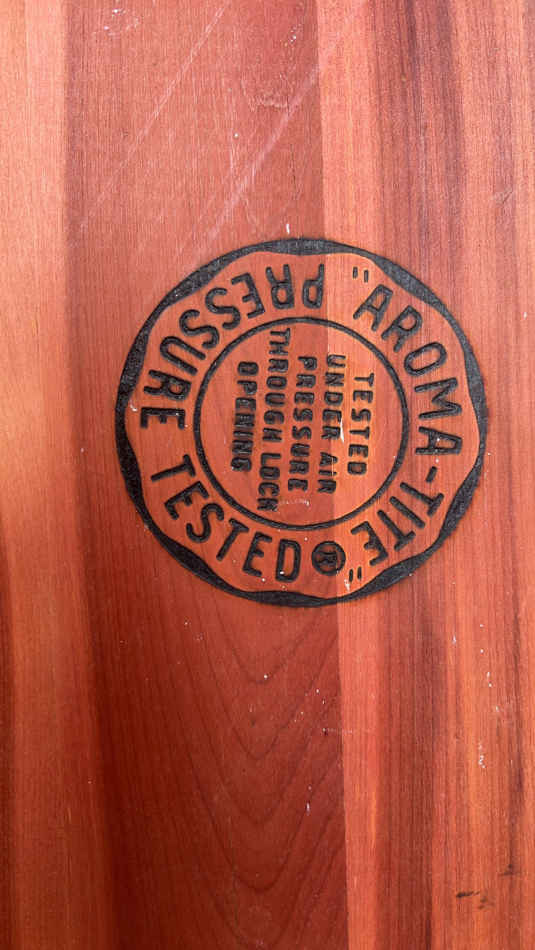 "AROMA-TITE"®
PRESSURE TESTED
TESTED
UNDER AIR
PRESSURE
THROUGH LOCK
OPENING